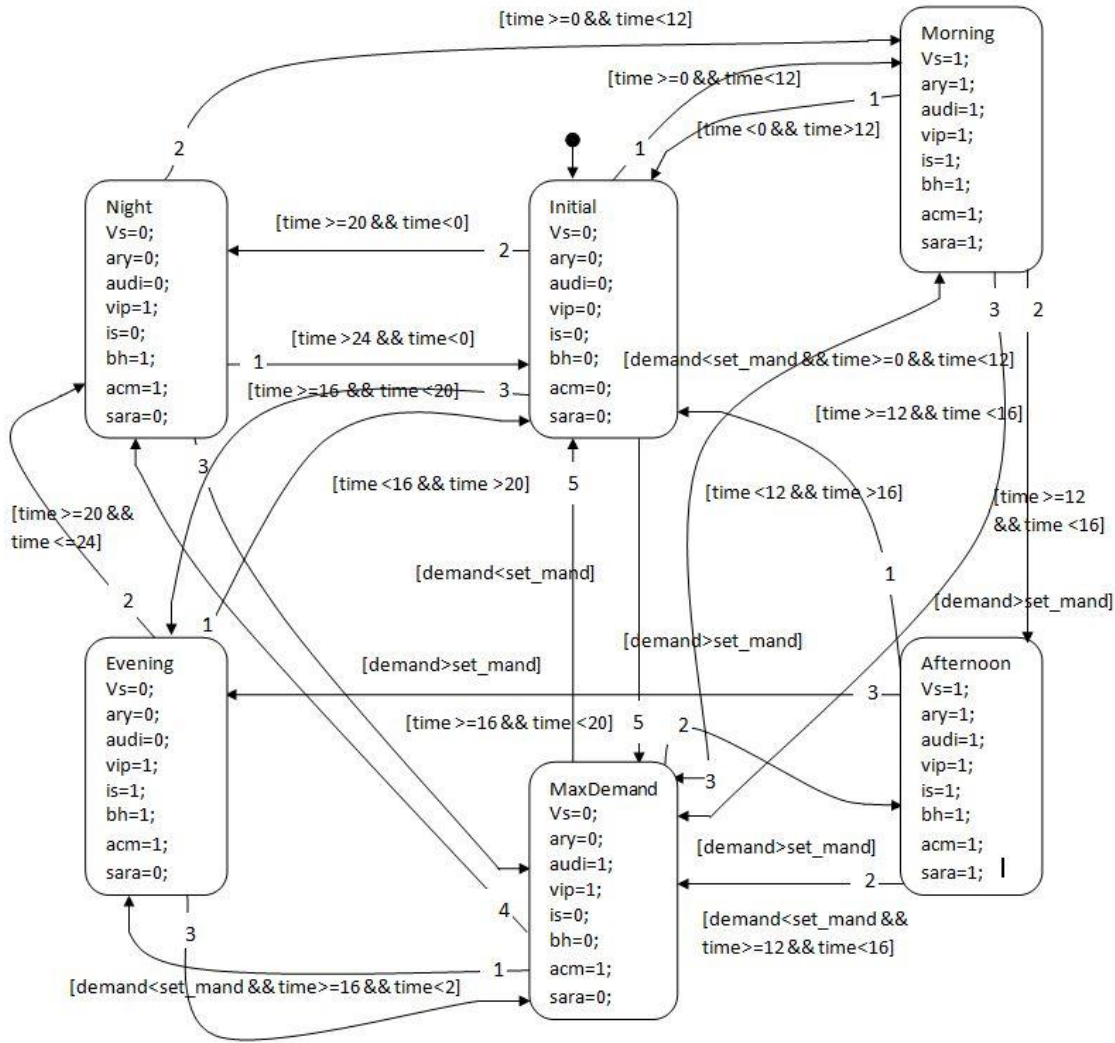 [time >=0 && time<12]
Morning
Vs=1;
ary=1;
audi=1;
vip=1;
is=1;
bh=1;
acm=1;
sara=1;
[time >=0 && time<12]
1
[time <0 && time>12]
2
1
Night
Vs=0;
ary=0;
audi=0;
vip=1;
is=0;
bh=1;
acm=1;
sara=0;
[time >=20 && time<0]
2
Initial
Vs=0;
ary=0;
audi=0;
vip=0;
is=0;
bh=0;
acm=0;
sara=0;
3
2
[time >24 && time<0]
1
[demand<set_mand && time>=0 && time<12]
[time >=16 && time <20]
3
[time >=12 && time <16]
3
[time <16 && time >20]
5
[time <12 && time >16]
[time >=12
&& time <16]
[time >=20 &&
time <=24]
[demand<set_mand]
1
2
1
[demand>set_mand]
[demand>set_mand]
Evening
Vs=0;
ary=0;
audi=0;
vip=1;
is=1;
bh=1;
acm=1;
sara=0;
[demand>set_mand]
3
Afternoon
Vs=1;
ary=1;
audi=1;
vip=1;
is=1;
bh=1;
acm=1;
sara=1;
[time >=16 && time <20]
5
2
3
MaxDemand
Vs=0;
ary=0;
audi=1;
vip=1;
is=0;
bh=0;
acm=1;
sara=0;
[demand>set_mand]
2
4
[demand<set_mand &&
time>=12 && time<16]
3
1
[demand<set_mand && time>=16 && time<2]